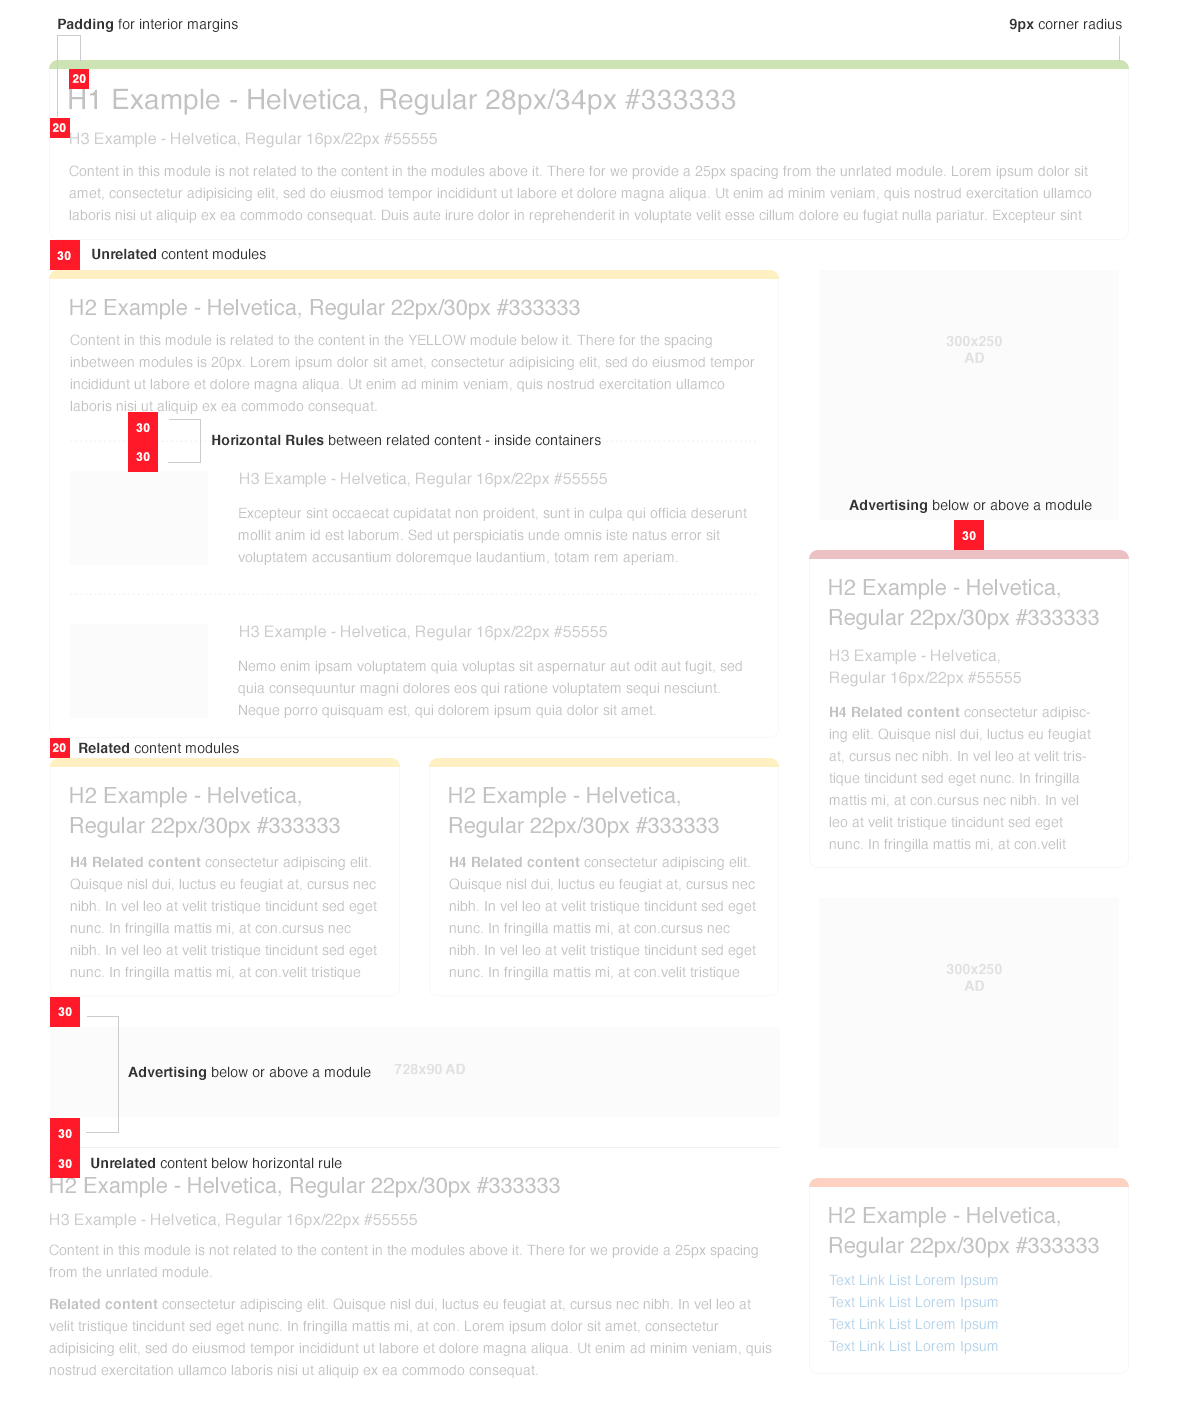 Padding for interior margins
9px corner radius
20
H1 Example - Helvetica, Regular 28px/34px #333333
20
H3 Example - Helvetica, Regular 16px/22px #55555
Content in this module is not related to the content in the modules above it. There for we provide a 25px spacing from the unrlated module. Lorem ipsum dolor sit
amet, consectetur adipisicing elit, sed do eiusmod tempor incididunt ut labore et dolore magna aliqua. Ut enim ad minim veniam, quis nostrud exercitation ullamco
laboris nisi ut aliquip ex ea commodo consequat. Duis aute irure dolor in reprehenderit in voluptate velit esse cillum dolore eu fugiat nulla pariatur. Excepteur sint
30
Unrelated content modules
H2 Example - Helvetica, Regular 22px/30px #333333
Content in this module is related to the content in the YELLOW module below it. There for the spacing
inbetween modules is 20px. Lorem ipsum dolor sit amet, consectetur adipisicing elit, sed do eiusmod tempor
incididunt ut labore et dolore magna aliqua. Ut enim ad minim veniam, quis nostrud exercitation ullamco
laboris nisi ut aliquip ex ea commodo consequat.
30
Horizontal Rules between related content - inside containers
30
H3 Example - Helvetica, Regular 16px/22px #55555
Excepteur sint occaecat cupidatat non proident, sunt in culpa qui officia deserunt
mollit anim id est laborum. Sed ut perspiciatis unde omnis iste natus error sit
voluptatem accusantium doloremque laudantium, totam rem aperiam.
H3 Example - Helvetica, Regular 16px/22px #55555
Nemo enim ipsam voluptatem quia voluptas sit aspernatur aut odit aut fugit, sed
quia consequuntur magni dolores eos qui ratione voluptatem sequi nesciunt.
Neque porro quisquam est, qui dolorem ipsum quia dolor sit amet.
20
Related content modules
H2 Example - Helvetica,
Regular 22px/30px #333333
H4 Related content consectetur adipiscing elit.
Quisque nisl dui, luctus eu feugiat at, cursus nec
nibh. In vel leo at velit tristique tincidunt sed eget
nunc. In fringilla mattis mi, at con.cursus nec
nibh. In vel leo at velit tristique tincidunt sed eget
nunc. In fringilla mattis mi, at con.velit tristique
H2 Example - Helvetica,
Regular 22px/30px #333333
H4 Related content consectetur adipiscing elit.
Quisque nisl dui, luctus eu feugiat at, cursus nec
nibh. In vel leo at velit tristique tincidunt sed eget
nunc. In fringilla mattis mi, at con.cursus nec
nibh. In vel leo at velit tristique tincidunt sed eget
nunc. In fringilla mattis mi, at con.velit tristique
30
Advertising below or above a module
728x90 AD
30
30
Unrelated content below horizontal rule
H2 Example - Helvetica, Regular 22px/30px #333333
H3 Example - Helvetica, Regular 16px/22px #55555
Content in this module is not related to the content in the modules above it. There for we provide a 25px spacing
from the unrlated module.
Related content consectetur adipiscing elit. Quisque nisl dui, luctus eu feugiat at, cursus nec nibh. In vel leo at
velit tristique tincidunt sed eget nunc. In fringilla mattis mi, at con. Lorem ipsum dolor sit amet, consectetur
adipisicing elit, sed do eiusmod tempor incididunt ut labore et dolore magna aliqua. Ut enim ad minim veniam, quis
nostrud exercitation ullamco laboris nisi ut aliquip ex ea commodo consequat.
300x250
AD
Advertising below or above a module
30
H2 Example - Helvetica,
Regular 22px/30px #333333
H3 Example - Helvetica,
Regular 16px/22px #55555
H4 Related content consectetur adipisc-
ing elit. Quisque nisl dui, luctus eu feugiat
at, cursus nec nibh. In vel leo at velit tris-
tique tincidunt sed eget nunc. In fringilla
mattis mi, at con.cursus nec nibh. In vel
leo at velit tristique tincidunt sed eget
nunc. In fringilla mattis mi, at con.velit
300x250
AD
H2 Example - Helvetica,
Regular 22px/30px #333333
Text Link List Lorem Ipsum
Text Link List Lorem Ipsum
Text Link List Lorem Ipsum
Text Link List Lorem Ipsum